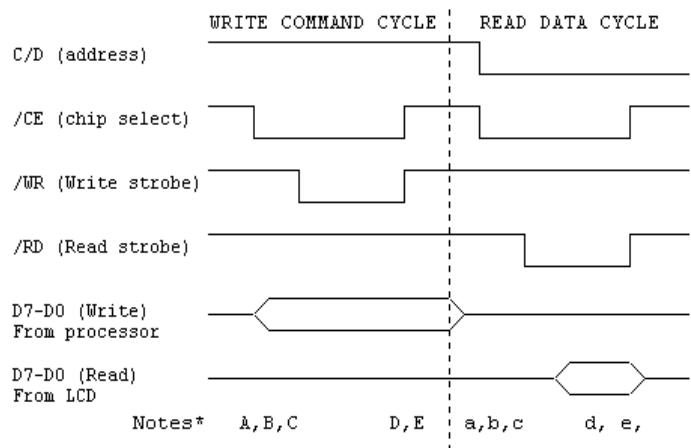 WRITE COMMAND CYCLE READ DATA CYCLE
C/D (address)
/CE (chip select)
/WR (Write strobe)
/RD (Read strobe)
D7-D0 (Write)
From processor
D7-D0 (Read)
From LCD
Notes* A,B,C D,E a,b,c d, e,